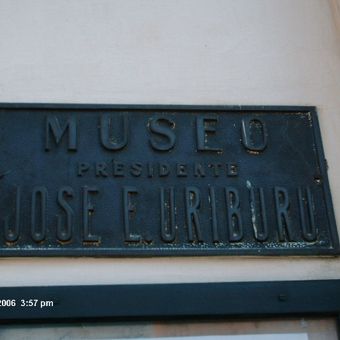 MUSEO
PRESIDENTE
JOSE E. URIBURU
2006 3:57 pm